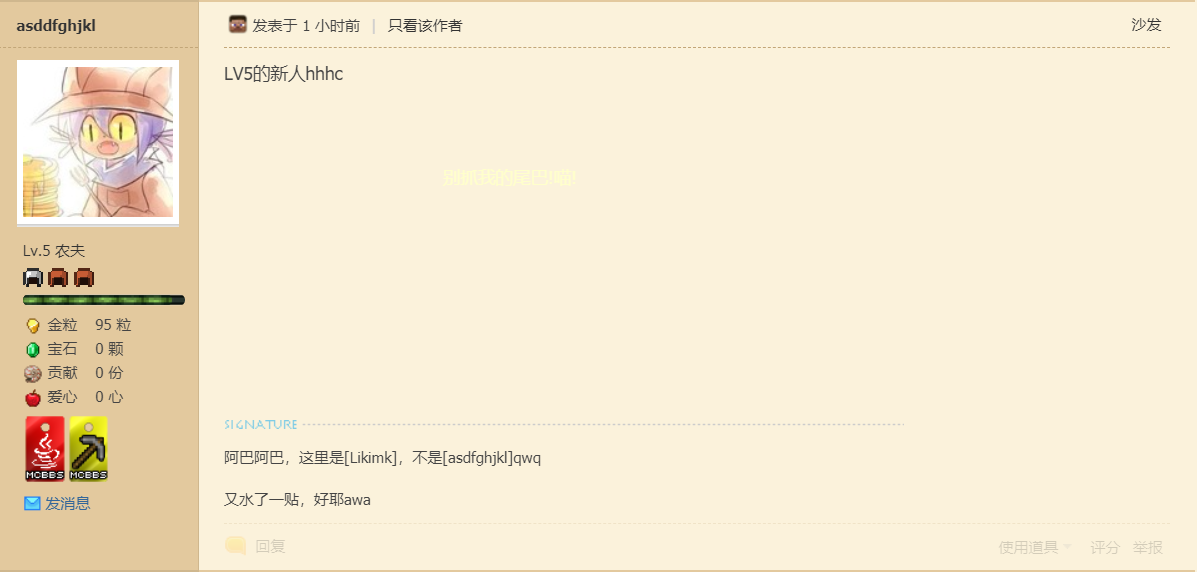 asddfghjkl
发表于 1 小时前 | 只看该作者
沙发
LV5的新人hhhc
别抓我的尾巴!喵!
Lv.5 农夫
金粒 95 粒
宝石 0 颗
贡献 0 份
爱心 0 心
MCBBS MCBBS
发消息
SIGNATURE
阿巴阿巴，这里是[Likimk]，不是[asdfghjkl]qwq
又水了一贴，好耶awa
回复
使用道具 评分 举报